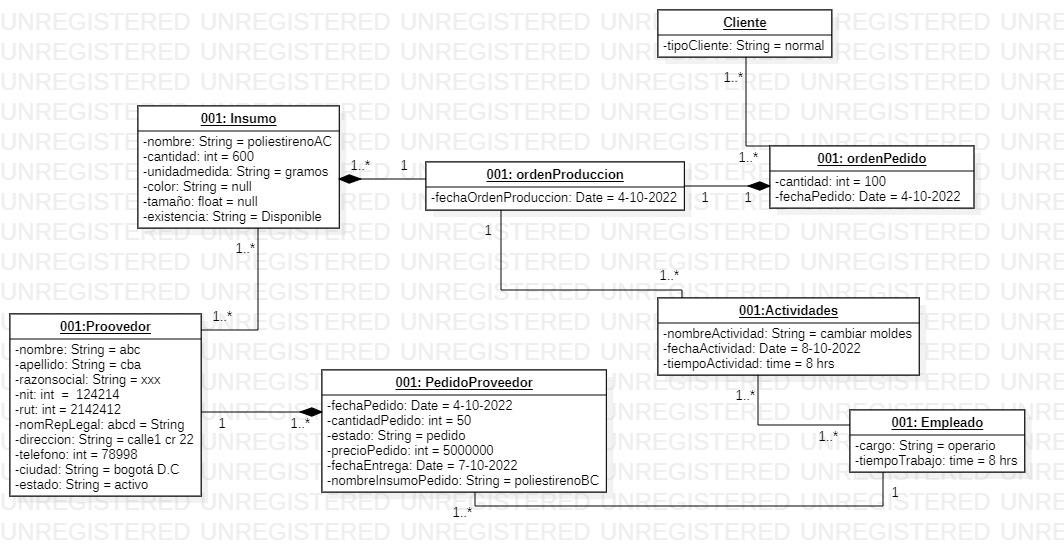 Cliente
-tipoCliente: String = normal
1..*
1..*
001: Insumo
-nombre: String = poliestirenoAC
-cantidad: int = 600
-unidadmedida: String = gramos
-color: String = null
-tamaño: float = null
-existencia: String = Disponible
1..*
1
001: ordenProduccion
-fechaOrdenProduccion: Date = 4-10-2022
1
1
001: ordenPedido
-cantidad: int = 100
-fechaPedido: Date = 4-10-2022
1..*
1..*
1
1..*
001:Proovedor
-nombre: String = abc
-apellido: String = cba
-razonsocial: String = xxx
-nit: int = 124214
-rut: int = 2142412
-nomRepLegal: abcd = String
-direccion: String = calle1 cr 22
-telefono: int = 78998
-ciudad: String = bogotá D.C
-estado: String = activo
1
1..*
001: PedidoProveedor
-fechaPedido: Date = 4-10-2022
-cantidadPedido: int = 50
-estado: String = pedido
-precioPedido: int = 5000000
-fechaEntrega: Date = 7-10-2022
-nombreInsumoPedido: String = poliestirenoBC
001:Actividades
-nombreActividad: String = cambiar moldes
-fechaActividad: Date = 8-10-2022
-tiempoActividad: time = 8 hrs
1..*
1..*
001: Empleado
-cargo: String = operario
-tiempoTrabajo: time = 8 hrs
1
1..*
UNREGISTERED